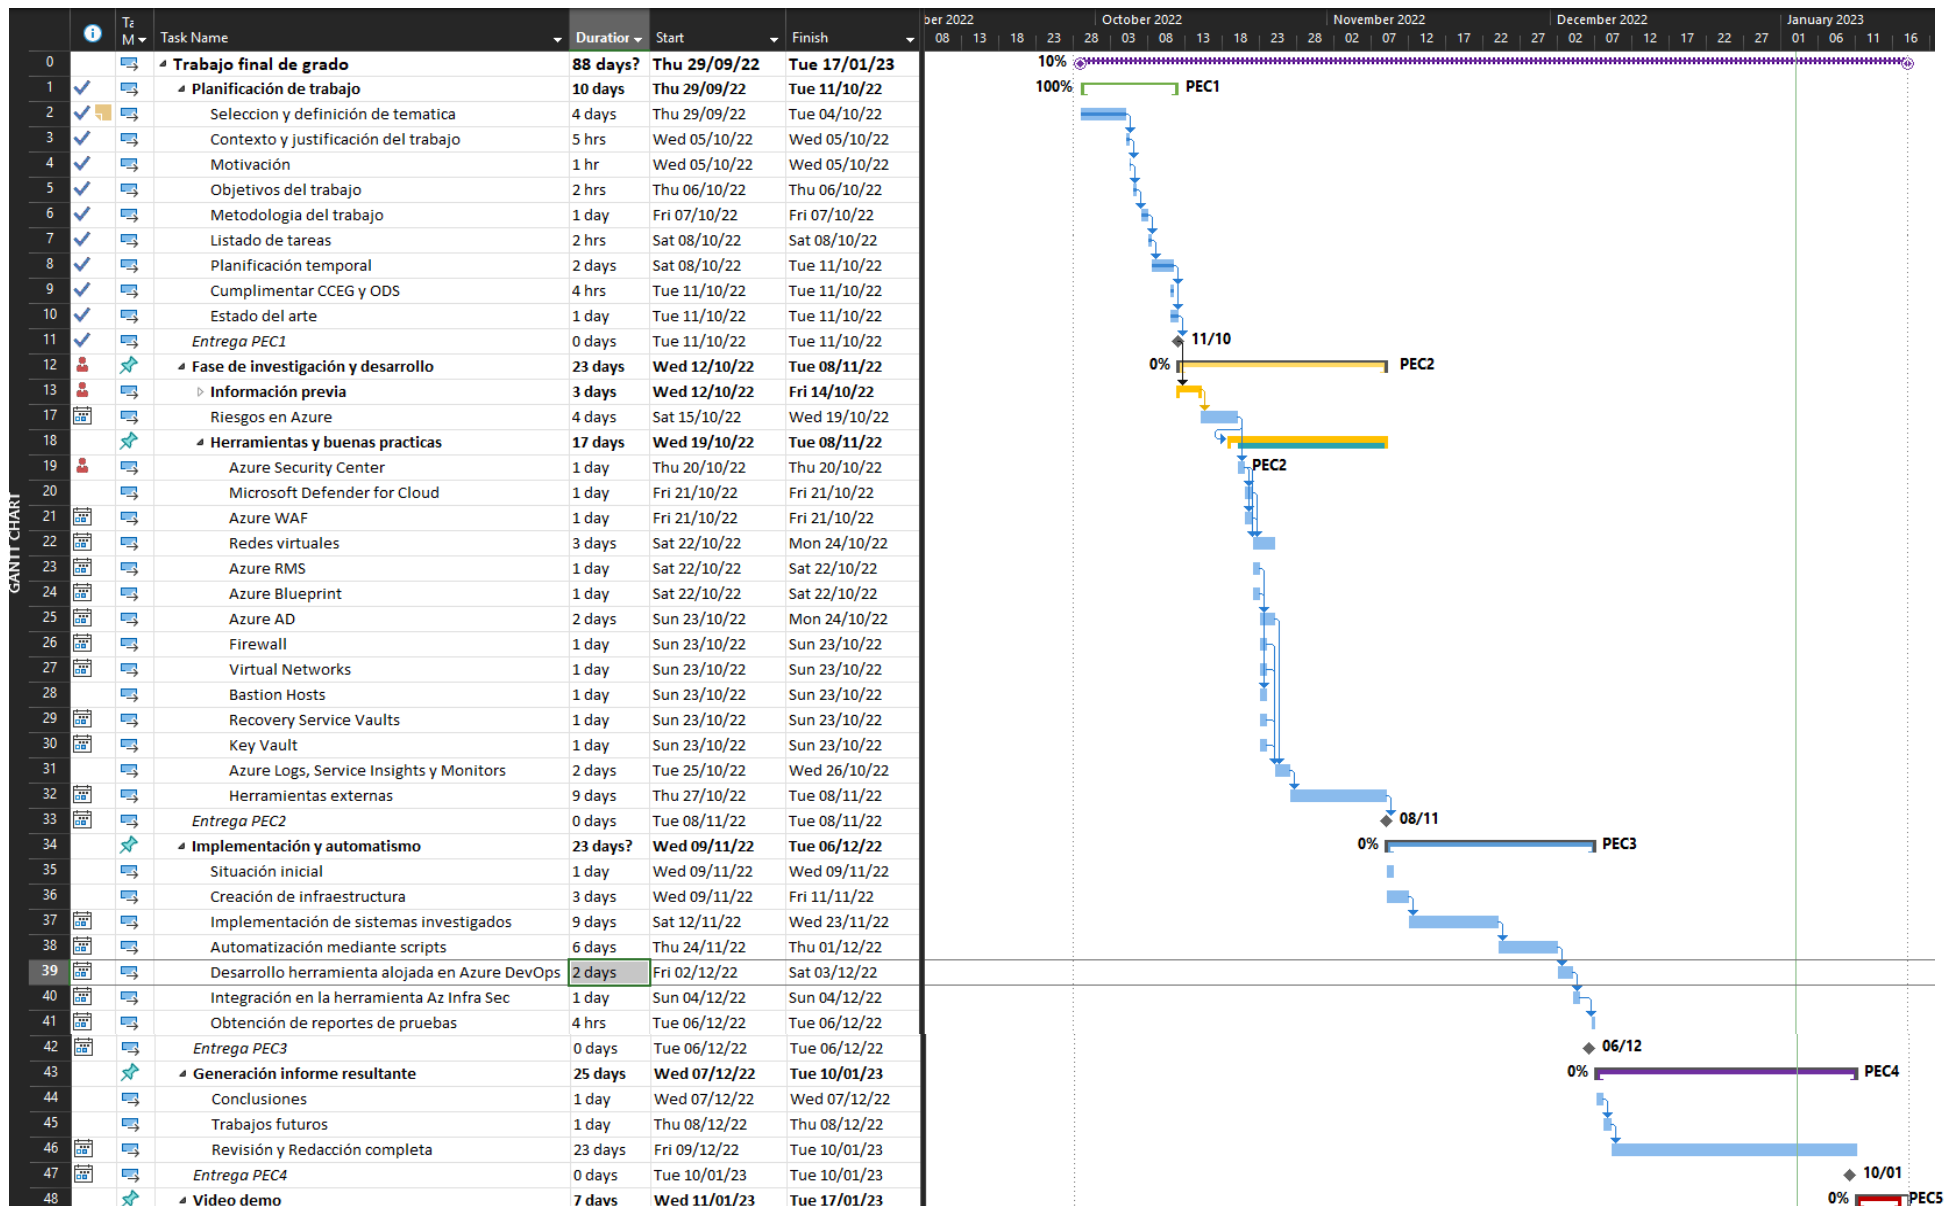 ber 2022 October 2022 November 2022 December 2022 January 2023
Ta M Task Name Duration Start Finish 08 13 18 23 28 03 08 13 18 23 28 02 07 12 17 22 27 02 07 12 17 22 27 01 06 11 16
0 Trabajo final de grado 88 days? Thu 29/09/22 Tue 17/01/23 10%
1 Planificación de trabajo 10 days Thu 29/09/22 Tue 11/10/22 100% PEC1
2 Seleccion y definición de tematica 4 days Thu 29/09/22 Tue 04/10/22
3 Contexto y justificación del trabajo 5 hrs Wed 05/10/22 Wed 05/10/22
4 Motivación 1 hr Wed 05/10/22 Wed 05/10/22
5 Objetivos del trabajo 2 hrs Thu 06/10/22 Thu 06/10/22
6 Metodologia del trabajo 1 day Fri 07/10/22 Fri 07/10/22
7 Listado de tareas 2 hrs Sat 08/10/22 Sat 08/10/22
8 Planificación temporal 2 days Sat 08/10/22 Tue 11/10/22
9 Cumplimentar CCEG y ODS 4 hrs Tue 11/10/22 Tue 11/10/22
10 Estado del arte 1 day Tue 11/10/22 Tue 11/10/22
11 Entrega PEC1 0 days Tue 11/10/22 Tue 11/10/22 11/10
12 Fase de investigación y desarrollo 23 days Wed 12/10/22 Tue 08/11/22 0% PEC2
13 Información previa 3 days Wed 12/10/22 Fri 14/10/22
17 Riesgos en Azure 4 days Sat 15/10/22 Wed 19/10/22
18 Herramientas y buenas practicas 17 days Wed 19/10/22 Tue 08/11/22
19 Azure Security Center 1 day Thu 20/10/22 Thu 20/10/22 PEC2
20 Microsoft Defender for Cloud 1 day Fri 21/10/22 Fri 21/10/22
21 Azure WAF 1 day Fri 21/10/22 Fri 21/10/22
22 Redes virtuales 3 days Sat 22/10/22 Mon 24/10/22
23 Azure RMS 1 day Sat 22/10/22 Sat 22/10/22
24 Azure Blueprint 1 day Sat 22/10/22 Sat 22/10/22
25 Azure AD 2 days Sun 23/10/22 Mon 24/10/22
26 Firewall 1 day Sun 23/10/22 Sun 23/10/22
27 Virtual Networks 1 day Sun 23/10/22 Sun 23/10/22
28 Bastion Hosts 1 day Sun 23/10/22 Sun 23/10/22
29 Recovery Service Vaults 1 day Sun 23/10/22 Sun 23/10/22
30 Key Vault 1 day Sun 23/10/22 Sun 23/10/22
31 Azure Logs, Service Insights y Monitors 2 days Tue 25/10/22 Wed 26/10/22
32 Herramientas externas 9 days Thu 27/10/22 Tue 08/11/22
33 Entrega PEC2 0 days Tue 08/11/22 Tue 08/11/22 08/11
34 Implementación y automatismo 23 days? Wed 09/11/22 Tue 06/12/22 0% PEC3
35 Situación inicial 1 day Wed 09/11/22 Wed 09/11/22
36 Creación de infraestructura 3 days Wed 09/11/22 Fri 11/11/22
37 Implementación de sistemas investigados 9 days Sat 12/11/22 Wed 23/11/22
38 Automatización mediante scripts 6 days Thu 24/11/22 Thu 01/12/22
39 Desarrollo herramienta alojada en Azure DevOps 2 days Fri 02/12/22 Sat 03/12/22
40 Integración en la herramienta Az Infra Sec 1 day Sun 04/12/22 Sun 04/12/22
41 Obtención de reportes de pruebas 4 hrs Tue 06/12/22 Tue 06/12/22
42 Entrega PEC3 0 days Tue 06/12/22 Tue 06/12/22 06/12
43 Generación informe resultante 25 days Wed 07/12/22 Tue 10/01/23 0% PEC4
44 Conclusiones 1 day Wed 07/12/22 Wed 07/12/22
45 Trabajos futuros 1 day Thu 08/12/22 Thu 08/12/22
46 Revisión y Redacción completa 23 days Fri 09/12/22 Tue 10/01/23
47 Entrega PEC4 0 days Tue 10/01/23 Tue 10/01/23 10/01
48 Video demo 7 days Wed 11/01/23 Tue 17/01/23 0% PEC5
GANTT CHART